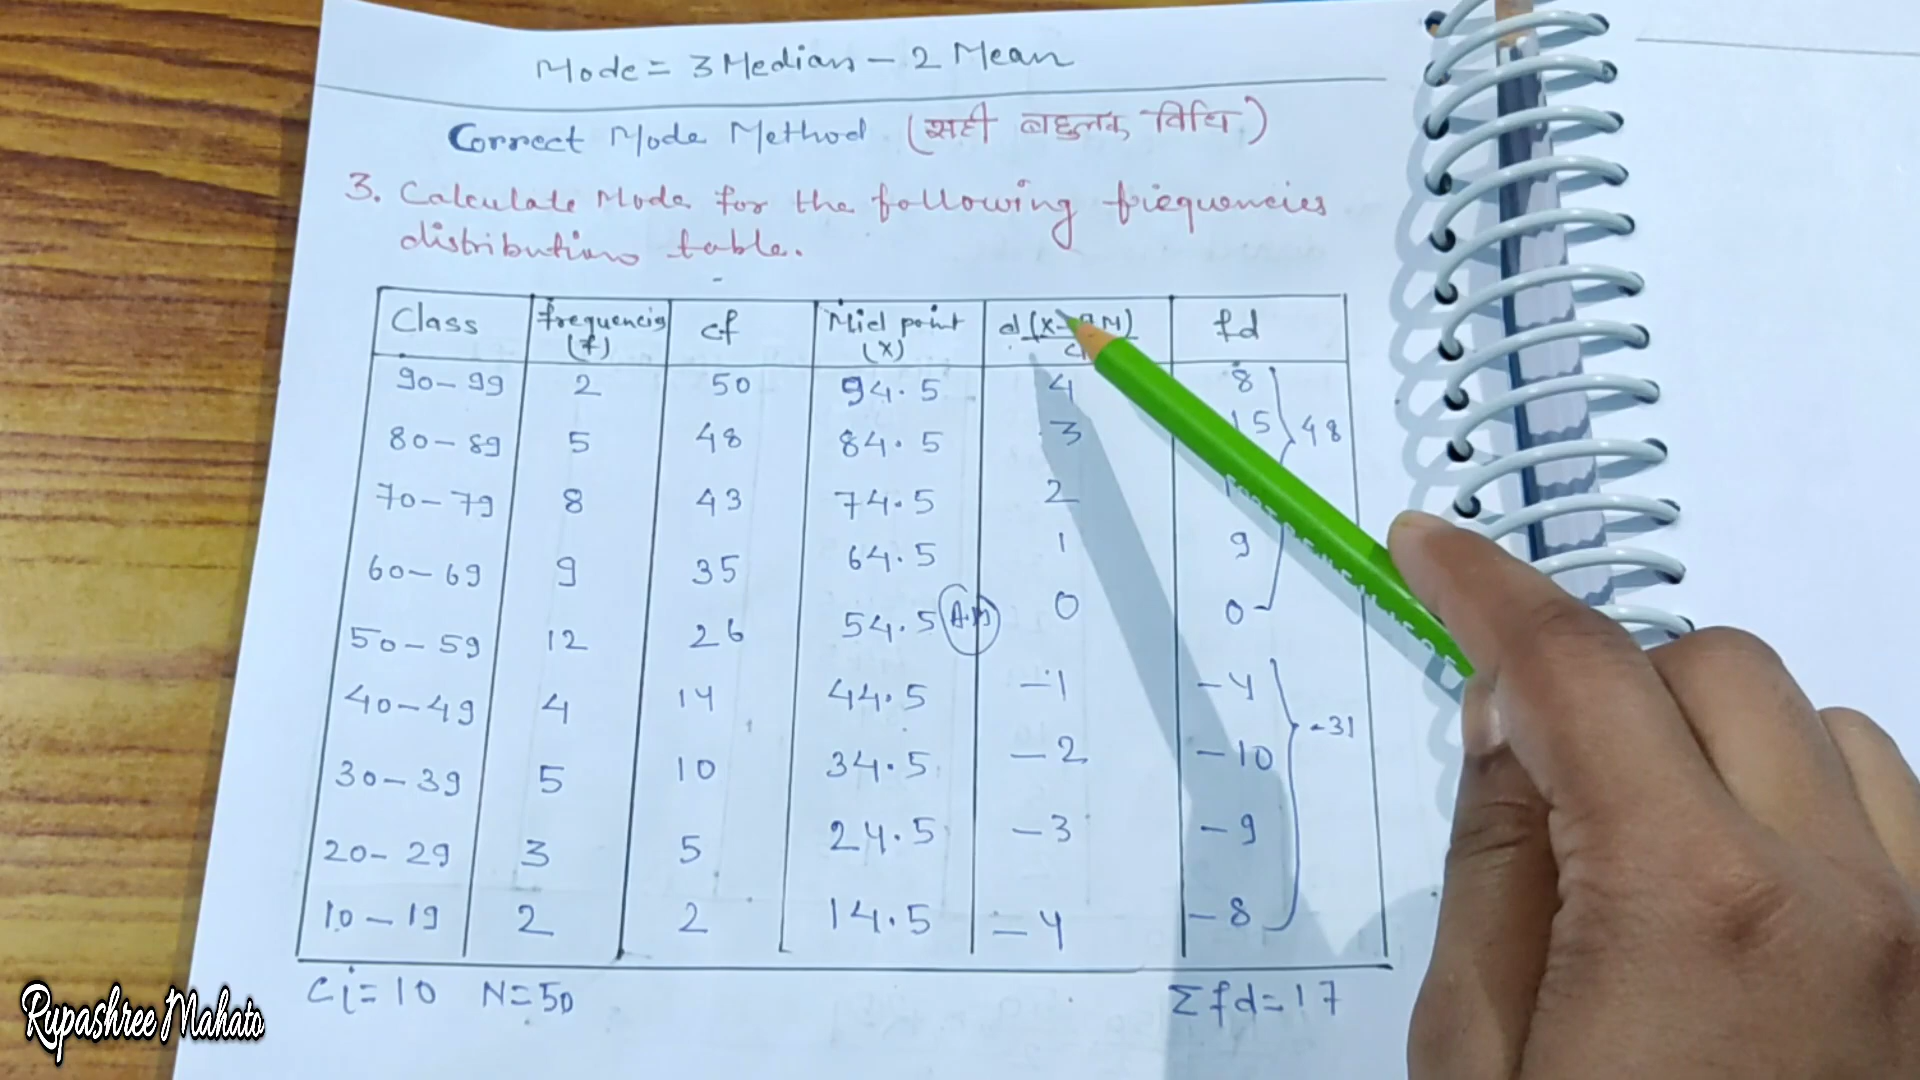 Mode = 3 Median - 2 Mean
Correct Mode Method (सही बहुलक विधि)
3. Calculate Mode for the following frequencies
distribution table.
Class frequencies (f) cf Mid point (x) d (x-AM) fd
90-99 2 50 94.5 4 8
80-89 5 48 84.5 3 15 48
70-79 8 43 74.5 2
60-69 9 35 64.5 1 9
50-59 12 26 54.5 A.M 0 0
40-49 4 14 44.5 -1 -4
-31
30-39 5 10 34.5 -2 -10
20-29 3 5 24.5 -3 -9
10-19 2 2 14.5 -4 -8
Ci = 10 N = 50 Σfd = 17
Rupashree Mahato